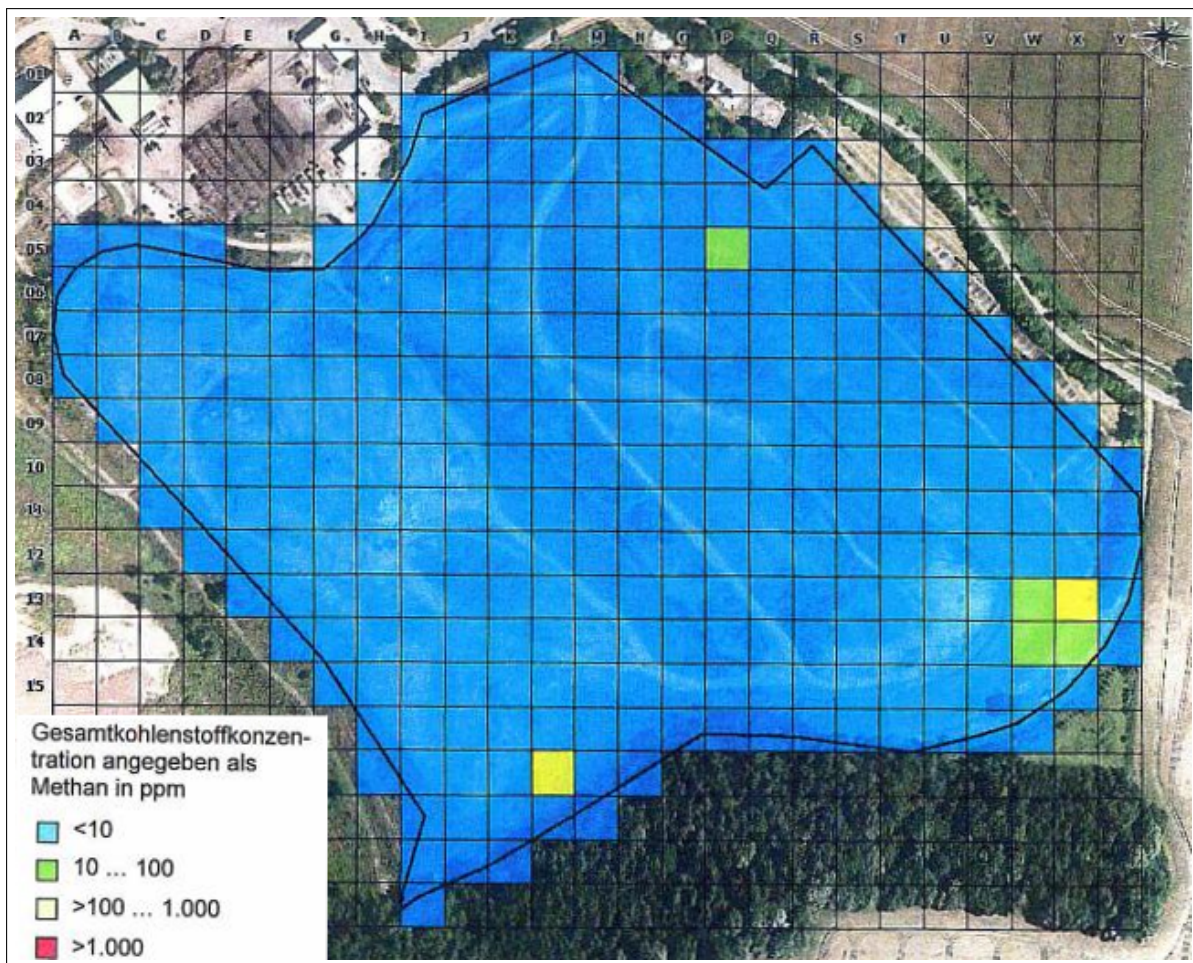 A B C D E F G H I J K L M N O P Q R S T U V W X Y
01
02
03
04
05
06
07
08
09
10
11
12
13
14
15
Gesamtkohlenstoffkonzen-
tration angegeben als
Methan in ppm
<10
10 ... 100
>100 ... 1.000
>1.000